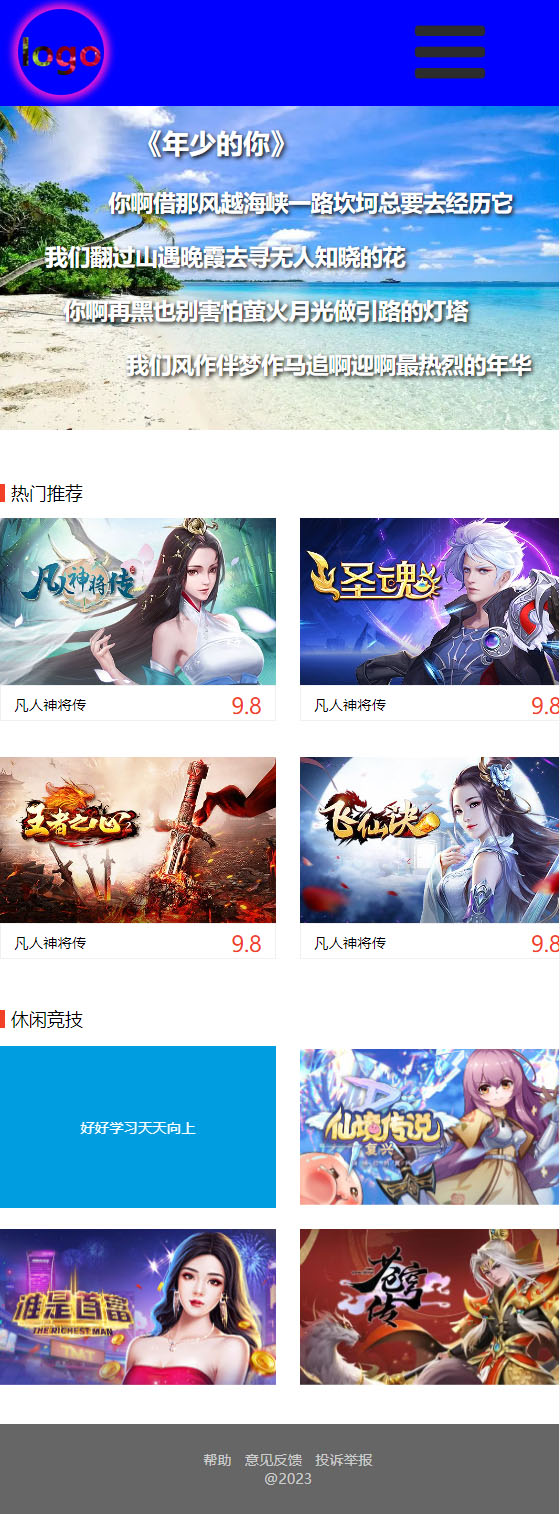 logo
《年少的你》
你啊借那风越海峡一路坎坷总要去经历它
我们翻过山遇晚霞去寻无人知晓的花
你啊再黑也别害怕萤火月光做引路的灯塔
我们风作伴梦作马追啊迎啊最热烈的年华
热门推荐
凡人神将传
圣魂
凡人神将传 9.8
凡人神将传 9.8
王者之心
飞仙诀
凡人神将传 9.8
凡人神将传 9.8
休闲竞技
好好学习天天向上
仙境传说
复兴
谁是首富
THE RICHEST MAN
苍穹传
帮助 意见反馈 投诉举报
@2023